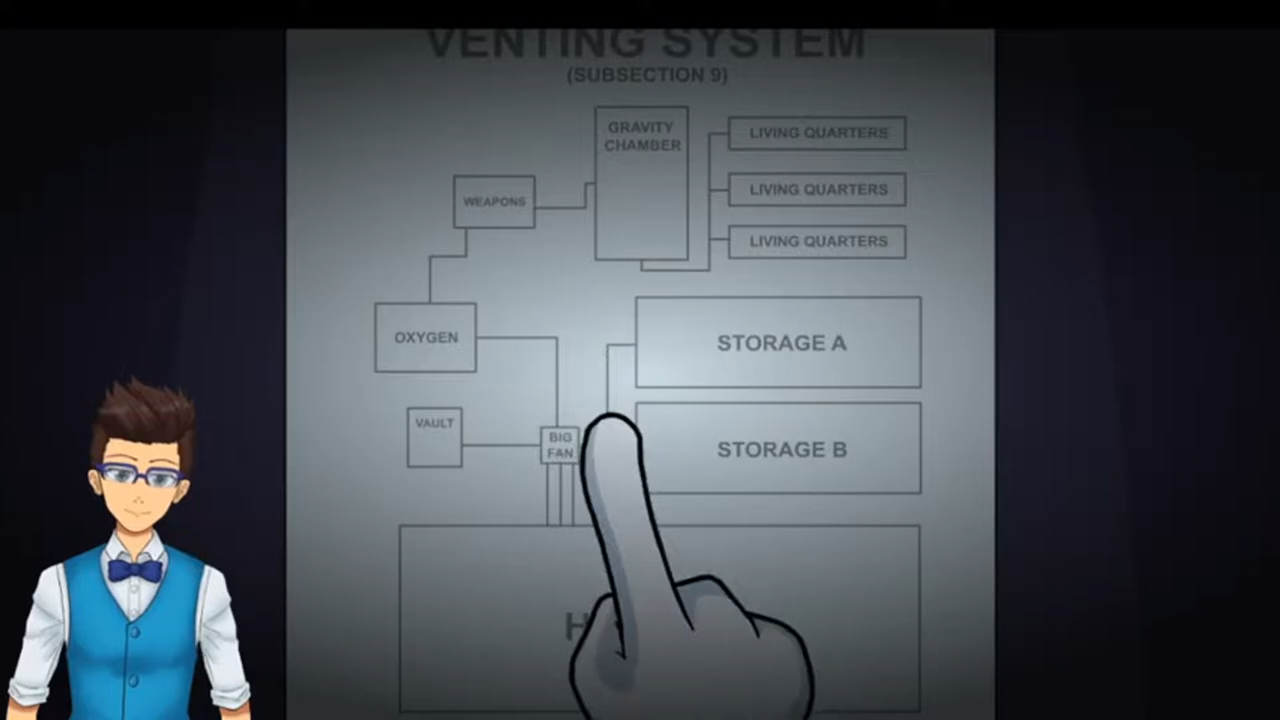 VENTING SYSTEM
(SUBSECTION 9)
GRAVITY
CHAMBER
LIVING QUARTERS
WEAPONS
LIVING QUARTERS
LIVING QUARTERS
OXYGEN
STORAGE A
VAULT
BIG
FAN
STORAGE B